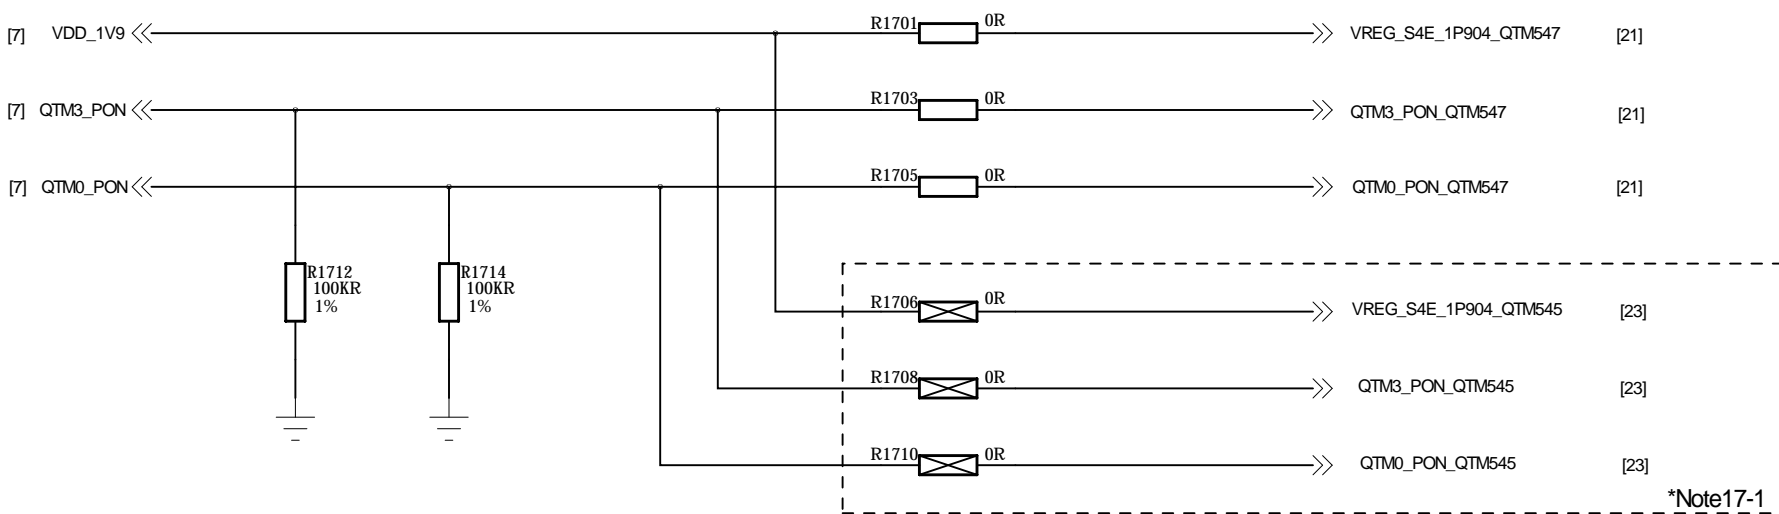 [7] VDD_1V9 R1701 0R VREG_S4E_1P904_QTM547 [21]
[7] QTM3_PON R1703 0R QTM3_PON_QTM547 [21]
[7] QTM0_PON R1705 0R QTM0_PON_QTM547 [21]
R1712
100KR
1%
R1714
100KR
1%
R1706 0R VREG_S4E_1P904_QTM545 [23]
R1708 0R QTM3_PON_QTM545 [23]
R1710 0R QTM0_PON_QTM545 [23]
*Note17-1